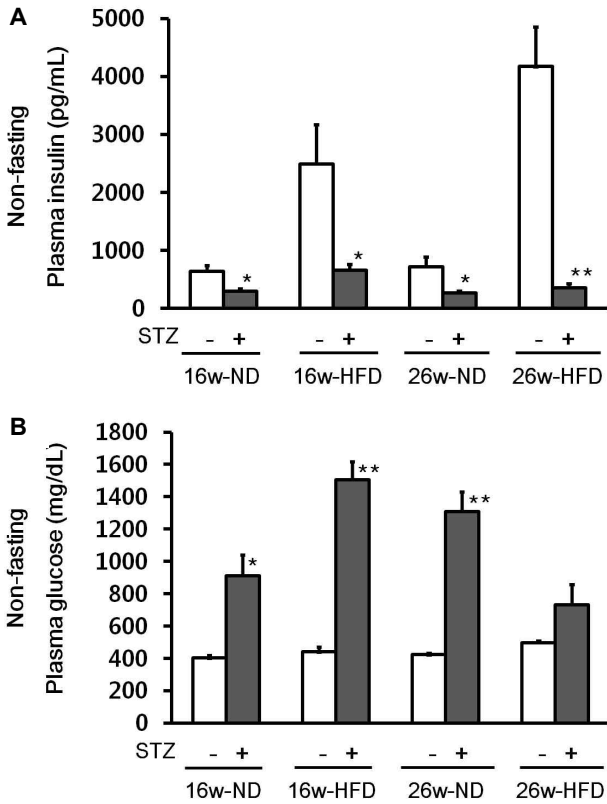 A
Non-fasting
Plasma insulin (pg/mL)
5000
4000
3000
2000
1000
0
* * * **
STZ - + - + - + - +
16w-ND 16w-HFD 26w-ND 26w-HFD
B
Non-fasting
Plasma glucose (mg/dL)
1800
1600
1400
1200
1000
800
600
400
200
0
* ** **
STZ - + - + - + - +
16w-ND 16w-HFD 26w-ND 26w-HFD